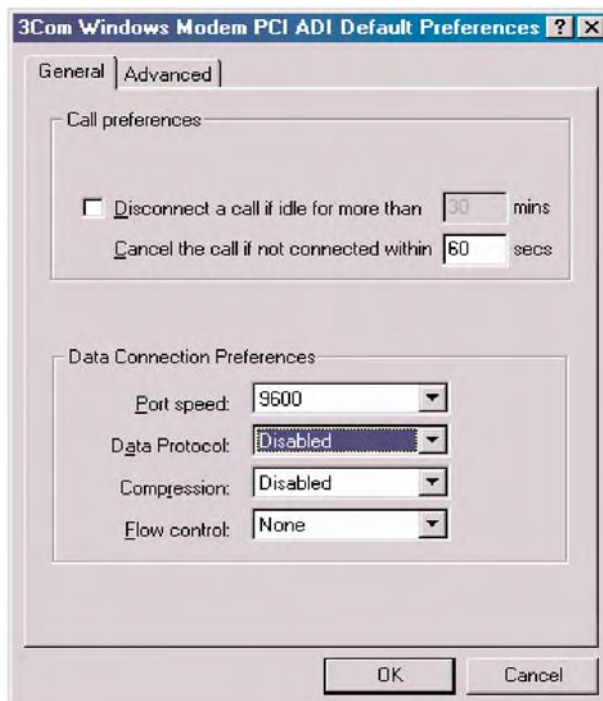 3Com Windows Modem PCI ADI Default Preferences ? X
General Advanced
Call preferences
Disconnect a call if idle for more than 30 mins
Cancel the call if not connected within 60 secs
Data Connection Preferences
Port speed: 9600
Data Protocol: Disabled
Compression: Disabled
Flow control: None
OK Cancel